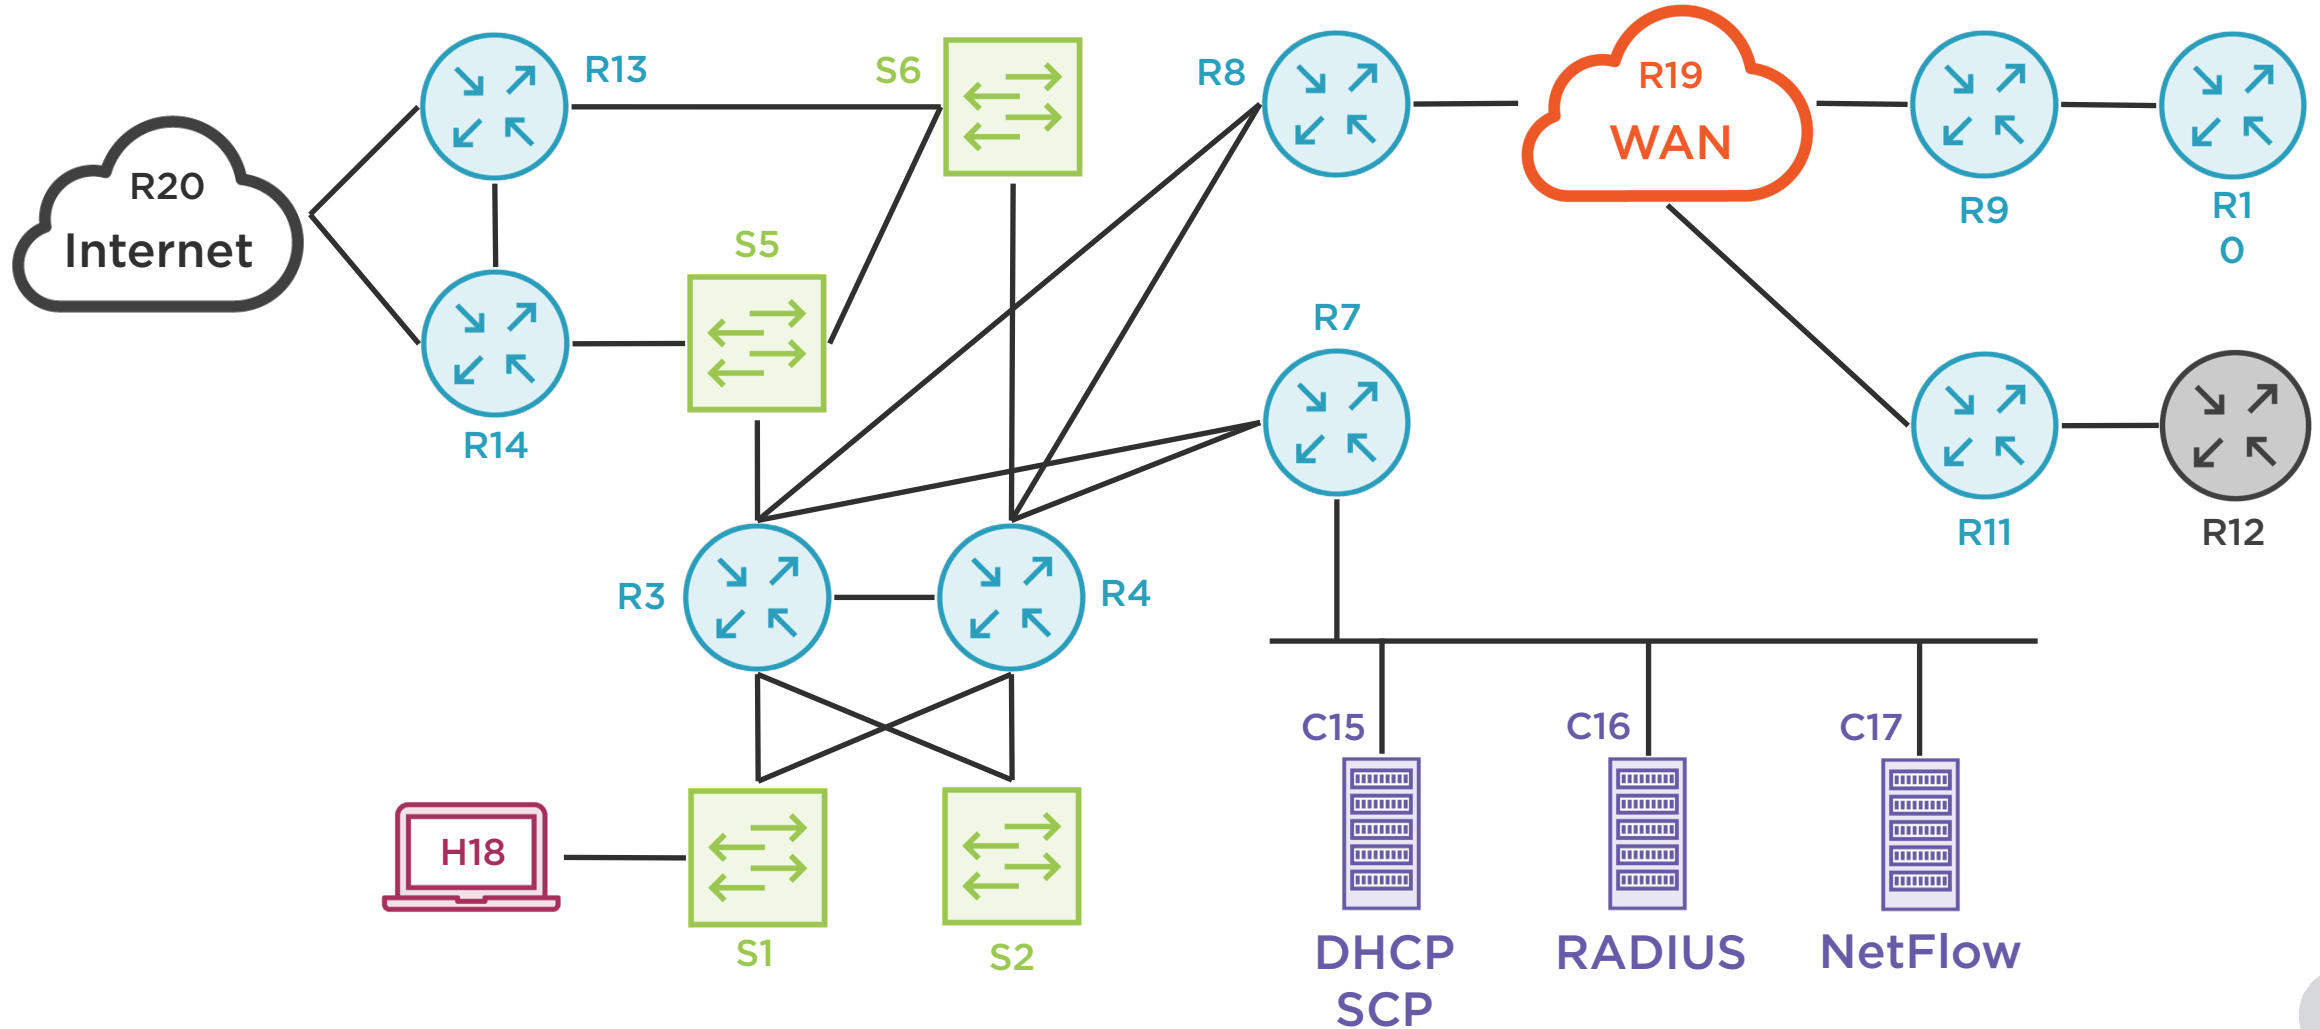 R13
S6
R8
R19
WAN
R20
Internet
S5
R9
R1
0
R7
R14
R11
R12
R3
R4
C15
C16
C17
H18
S1
S2
DHCP
SCP
RADIUS
NetFlow